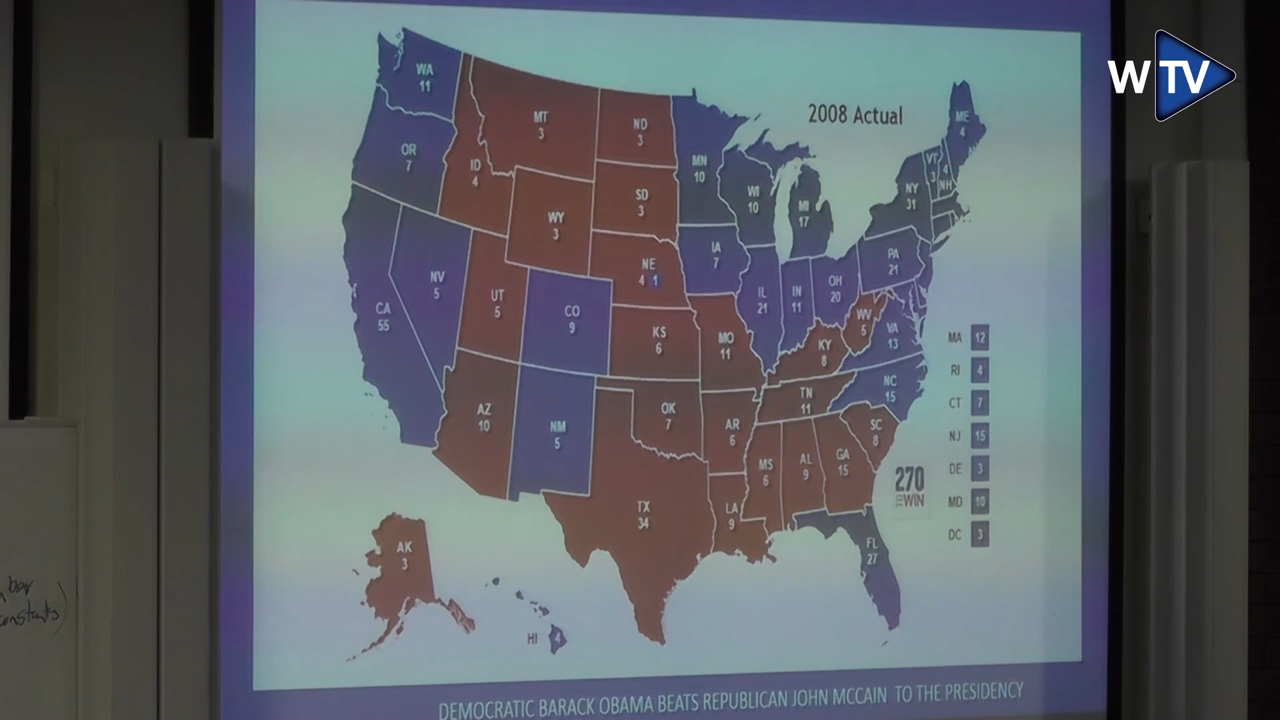 W TV
2008 Actual
WA
11
OR
7
ID
4
MT
3
ND
3
MN
10
WI
10
MI
17
ME
4
VT
3
4
NH
NY
31
WY
3
SD
3
IA
7
NE
4 1
NV
5
CA
55
UT
5
CO
9
KS
6
MO
11
IL
21
IN
11
OH
20
PA
21
WV
5
VA
13
KY
8
NC
15
TN
11
SC
8
AZ
10
NM
5
OK
7
AR
6
MS
6
AL
9
GA
15
TX
34
LA
9
FL
27
AK
3
HI 4
MA 12
RI 4
CT 7
NJ 15
DE 3
MD 10
DC 3
270
TO WIN
DEMOCRATIC BARACK OBAMA BEATS REPUBLICAN JOHN MCCAIN TO THE PRESIDENCY